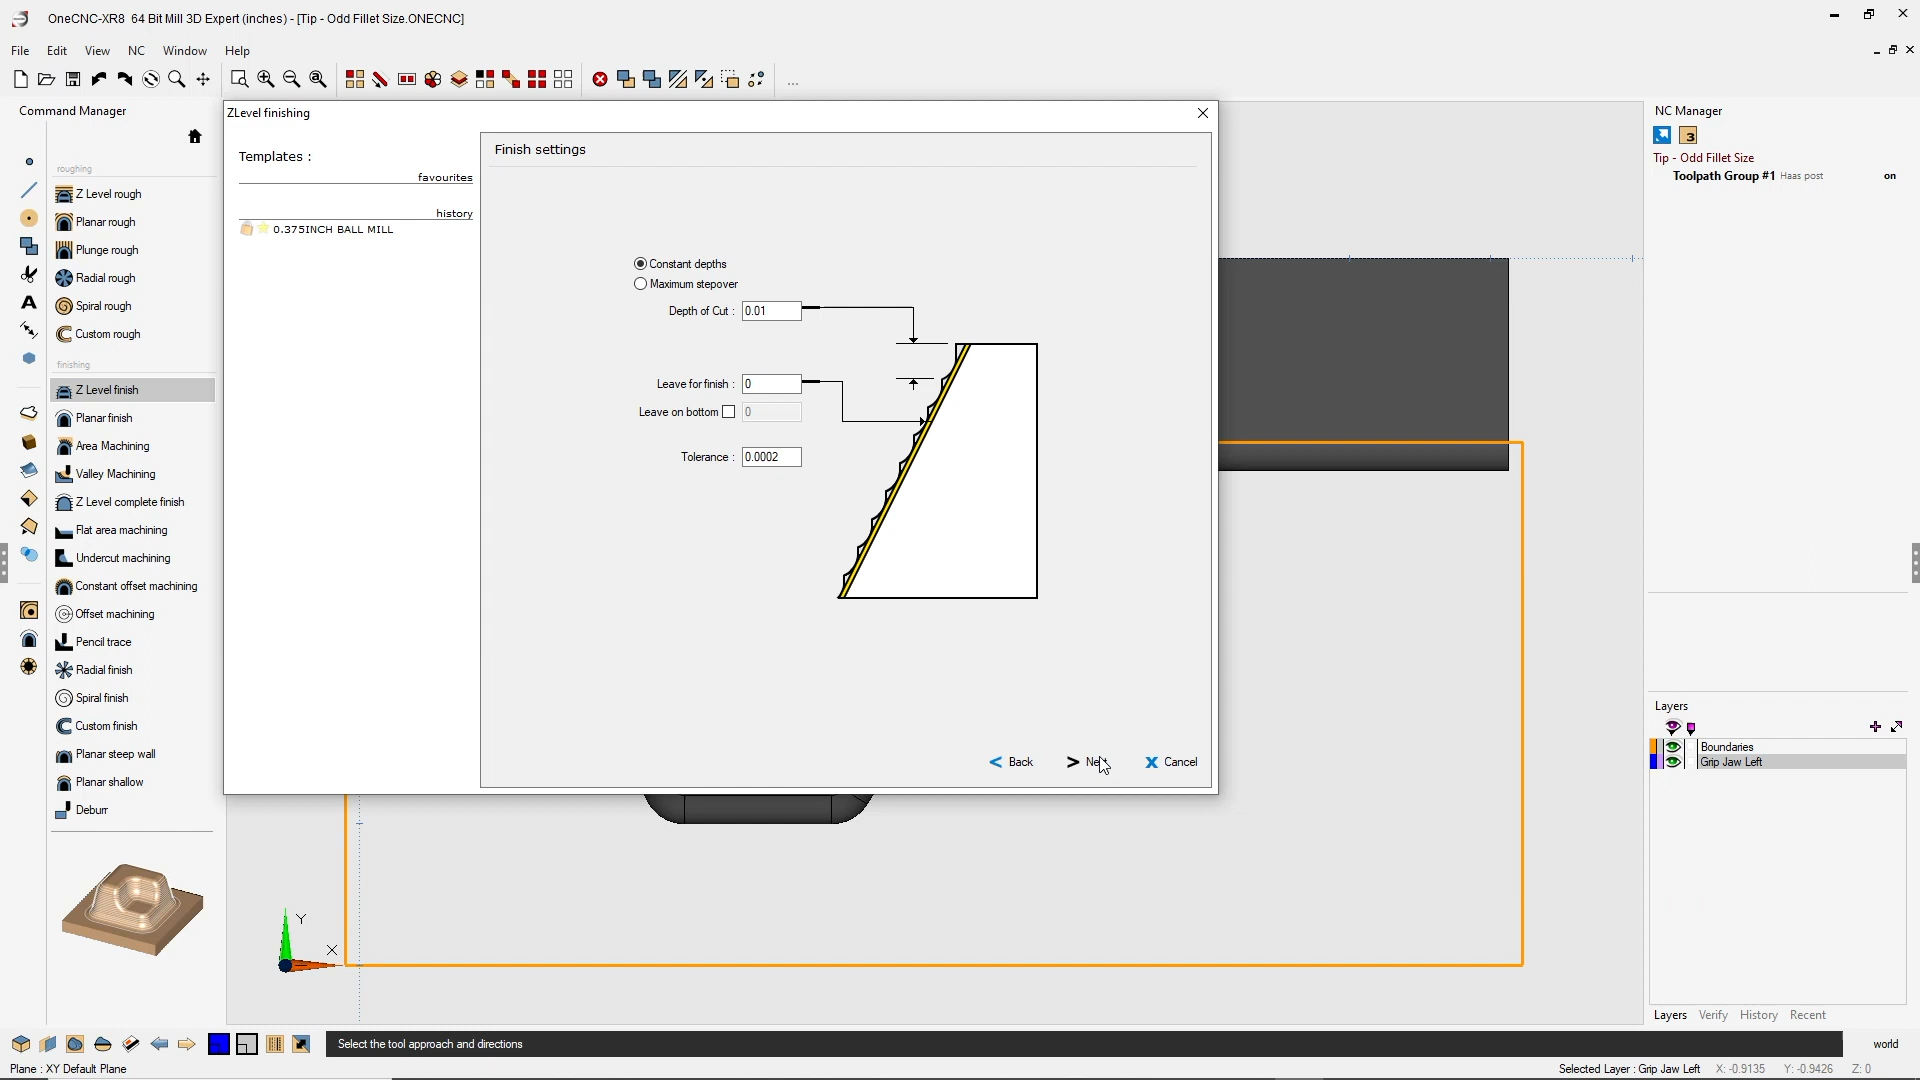 OneCNC-XR8 64 Bit Mill 3D Expert (inches) - [Tip - Odd Fillet Size.ONECNC]
File Edit View NC Window Help
...
Command Manager
roughing
Z Level rough
Planar rough
Plunge rough
Radial rough
Spiral rough
Custom rough
finishing
Z Level finish
Planar finish
Area Machining
Valley Machining
Z Level complete finish
Flat area machining
Undercut machining
Constant offset machining
Offset machining
Pencil trace
Radial finish
Spiral finish
Custom finish
Planar steep wall
Planar shallow
Deburr
ZLevel finishing
Templates :
favourites
history
0.375INCH BALL MILL
Finish settings
Constant depths
Maximum stepover
Depth of Cut : 0.01
Leave for finish : 0
Leave on bottom 0
Tolerance : 0.0002
< Back > Next X Cancel
Y
X
NC Manager
3
Tip - Odd Fillet Size
Toolpath Group #1 Haas post on
Layers
Boundaries
Grip Jaw Left
Layers Verify History Recent
Select the tool approach and directions
world
Plane : XY Default Plane
Selected Layer : Grip Jaw Left X: -0.9135 Y: -0.9426 Z: 0